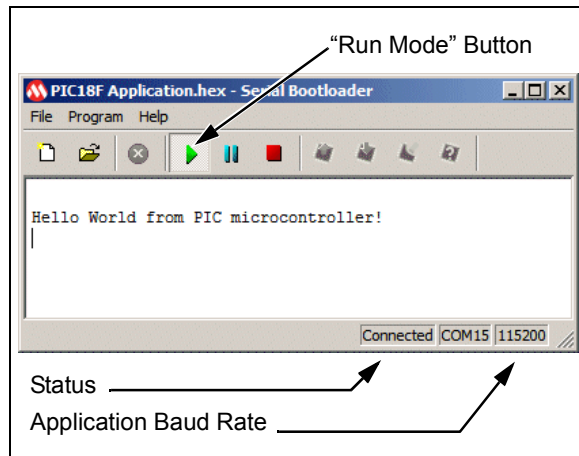 “Run Mode” Button
PIC18F Application.hex - Serial Bootloader
File Program Help
Hello World from PIC microcontroller!
Connected COM15 115200
Status
Application Baud Rate